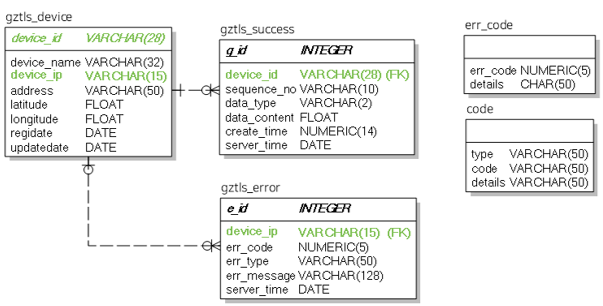 gztls_device
device_id VARCHAR(28)
device_name VARCHAR(32)
device_ip VARCHAR(15)
address VARCHAR(50)
latitude FLOAT
longitude FLOAT
regidate DATE
updatedate DATE
gztls_success
g_id INTEGER
device_id VARCHAR(28) (FK)
sequence_no VARCHAR(10)
data_type VARCHAR(2)
data_content FLOAT
create_time NUMERIC(14)
server_time DATE
gztls_error
e_id INTEGER
device_ip VARCHAR(15) (FK)
err_code NUMERIC(5)
err_type VARCHAR(50)
err_message VARCHAR(128)
server_time DATE
err_code
err_code NUMERIC(5)
details CHAR(50)
code
type VARCHAR(50)
code VARCHAR(50)
details VARCHAR(50)